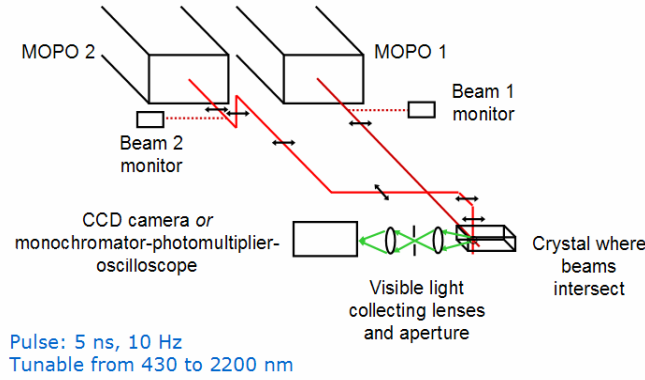 MOPO 2
MOPO 1
Beam 1
monitor
Beam 2
monitor
CCD camera or
monochromator-photomultiplier-
oscilloscope
Crystal where
beams
intersect
Visible light
collecting lenses
and aperture
Pulse: 5 ns, 10 Hz
Tunable from 430 to 2200 nm